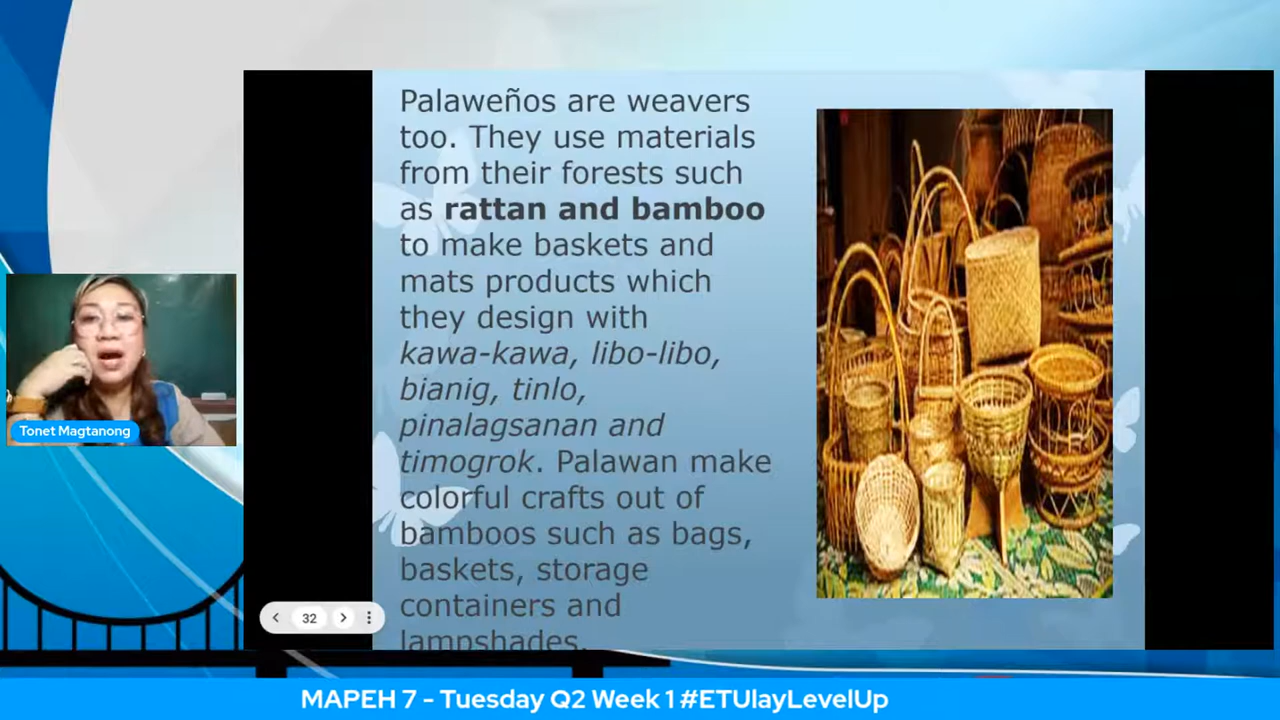 Palaweños are weavers
too. They use materials
from their forests such
as rattan and bamboo
to make baskets and
mats products which
they design with
kawa-kawa, libo-libo,
bianig, tinlo,
pinalagsanan and
timogrok. Palawan make
colorful crafts out of
bamboos such as bags,
baskets, storage
containers and
lampshades.
Tonet Magtanong
32
MAPEH 7 - Tuesday Q2 Week 1 #ETUlayLevelUp